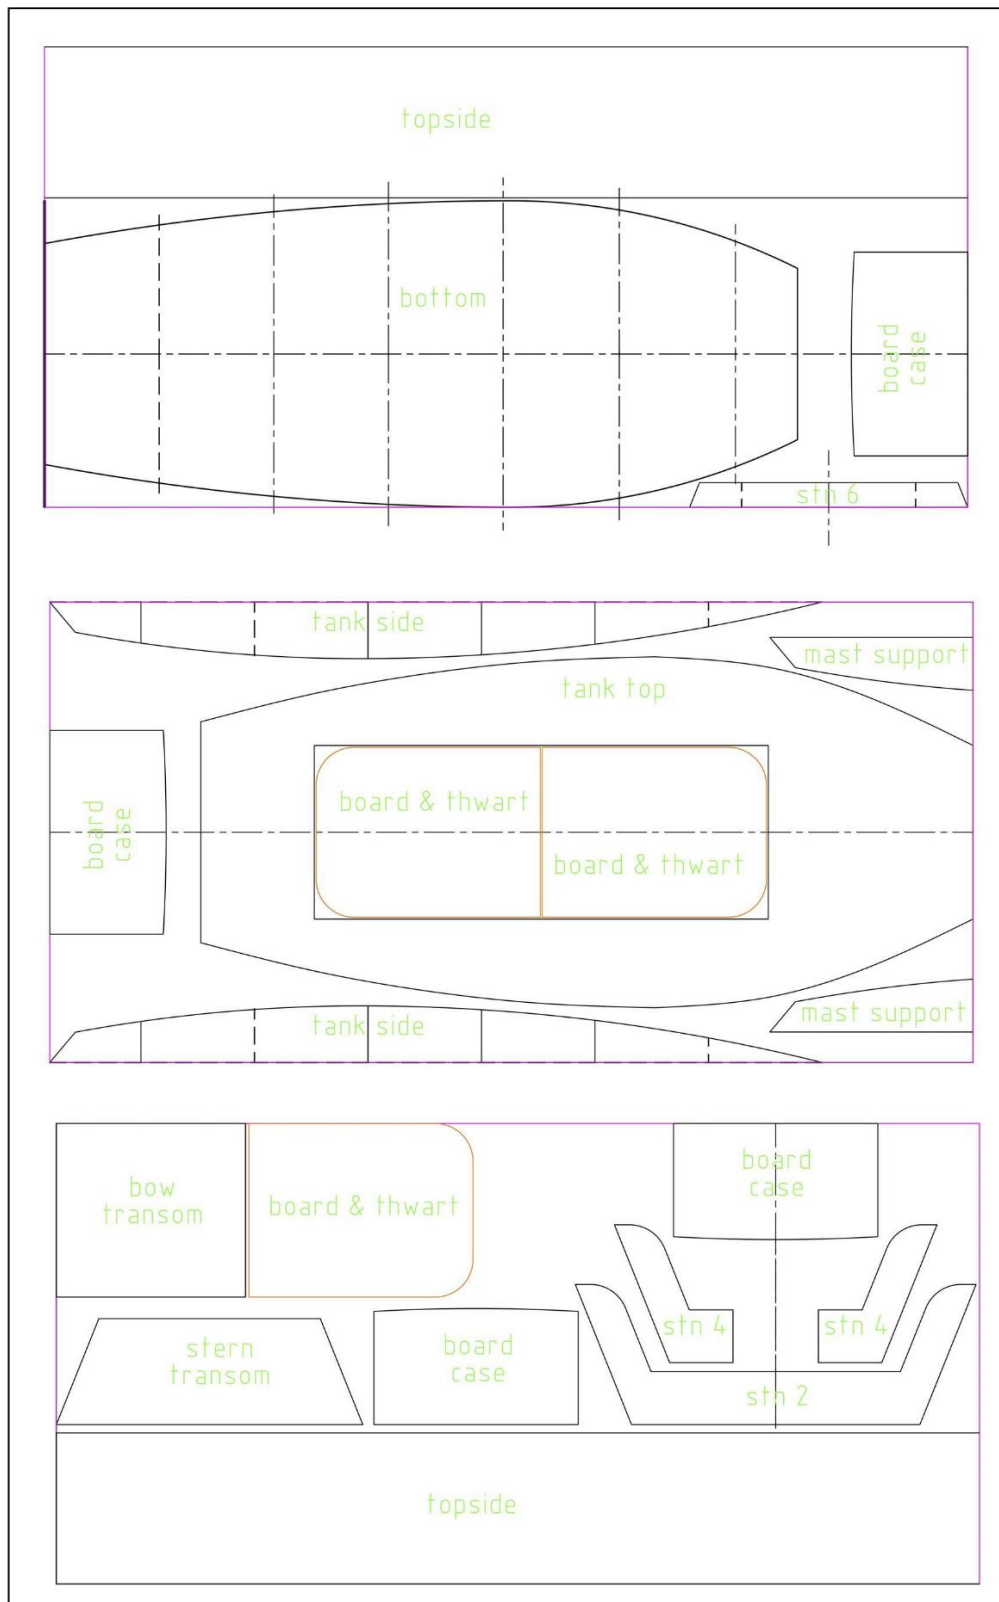 topside
bottom
board
case
stn 6
tank side
mast support
tank top
board & thwart
board
case
board & thwart
mast support
tank side
board
case
bow
transom
board & thwart
stn 4
stn 4
stern
transom
board
case
stn 2
topside